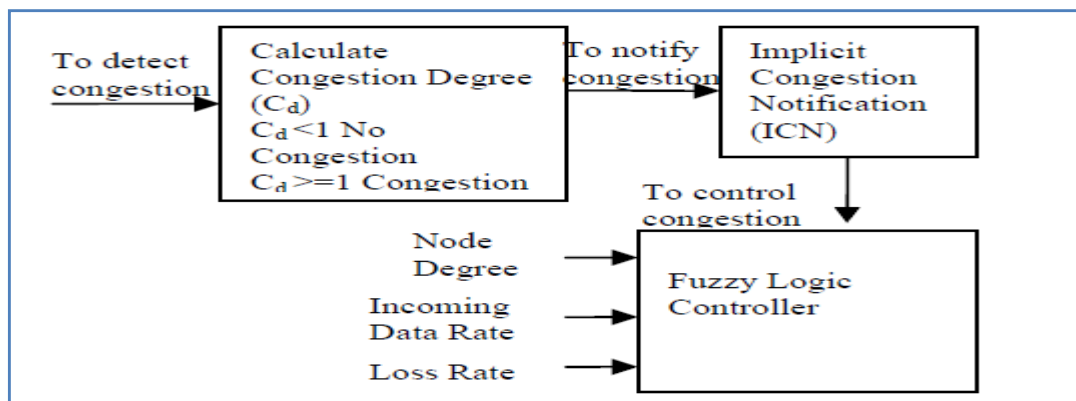 To detect
congestion
Calculate
Congestion Degree
(Cd)
Cd<1 No
Congestion
Cd>=1 Congestion
To notify
congestion
Implicit
Congestion
Notification
(ICN)
To control
congestion
Node
Degree
Incoming
Data Rate
Loss Rate
Fuzzy Logic
Controller